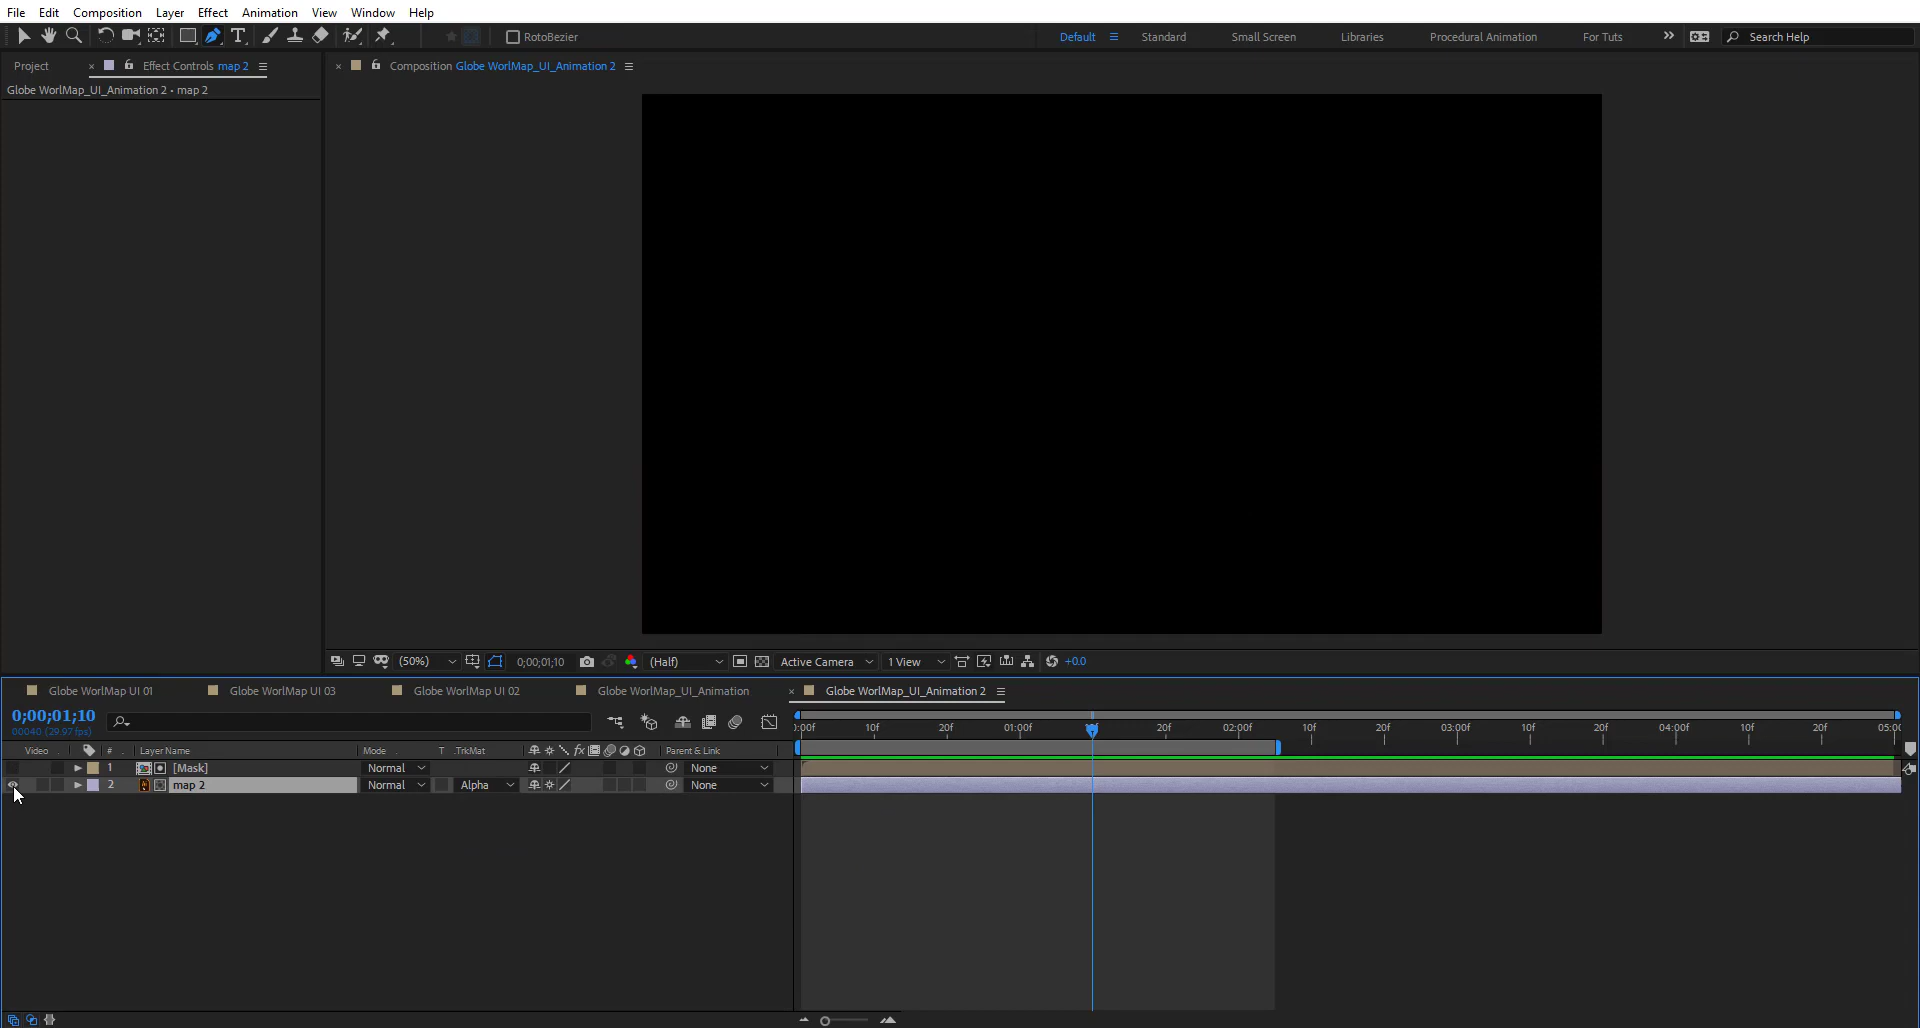 File Edit Composition Layer Effect Animation View Window Help
RotoBezier Default Standard Small Screen Libraries Procedural Animation For Tuts Search Help
Project Effect Controls map 2 Composition Globe WorlMap_UI_Animation 2
Globe WorlMap_UI_Animation 2 • map 2
(50%) 0;00;01;10 (Half) Active Camera 1 View +0.0
Globe WorlMap UI 01 Globe WorlMap UI 03 Globe WorlMap UI 02 Globe WorlMap_UI_Animation Globe WorlMap_UI_Animation 2
0;00;01;10
00040 (29.97 fps)
:00f 10f 20f 01:00f 20f 02:00f 10f 20f 03:00f 10f 20f 04:00f 10f 20f 05:00
Video # Layer Name Mode T .TrkMat fx Parent & Link
1 [Mask] Normal None
2 map 2 Normal Alpha None